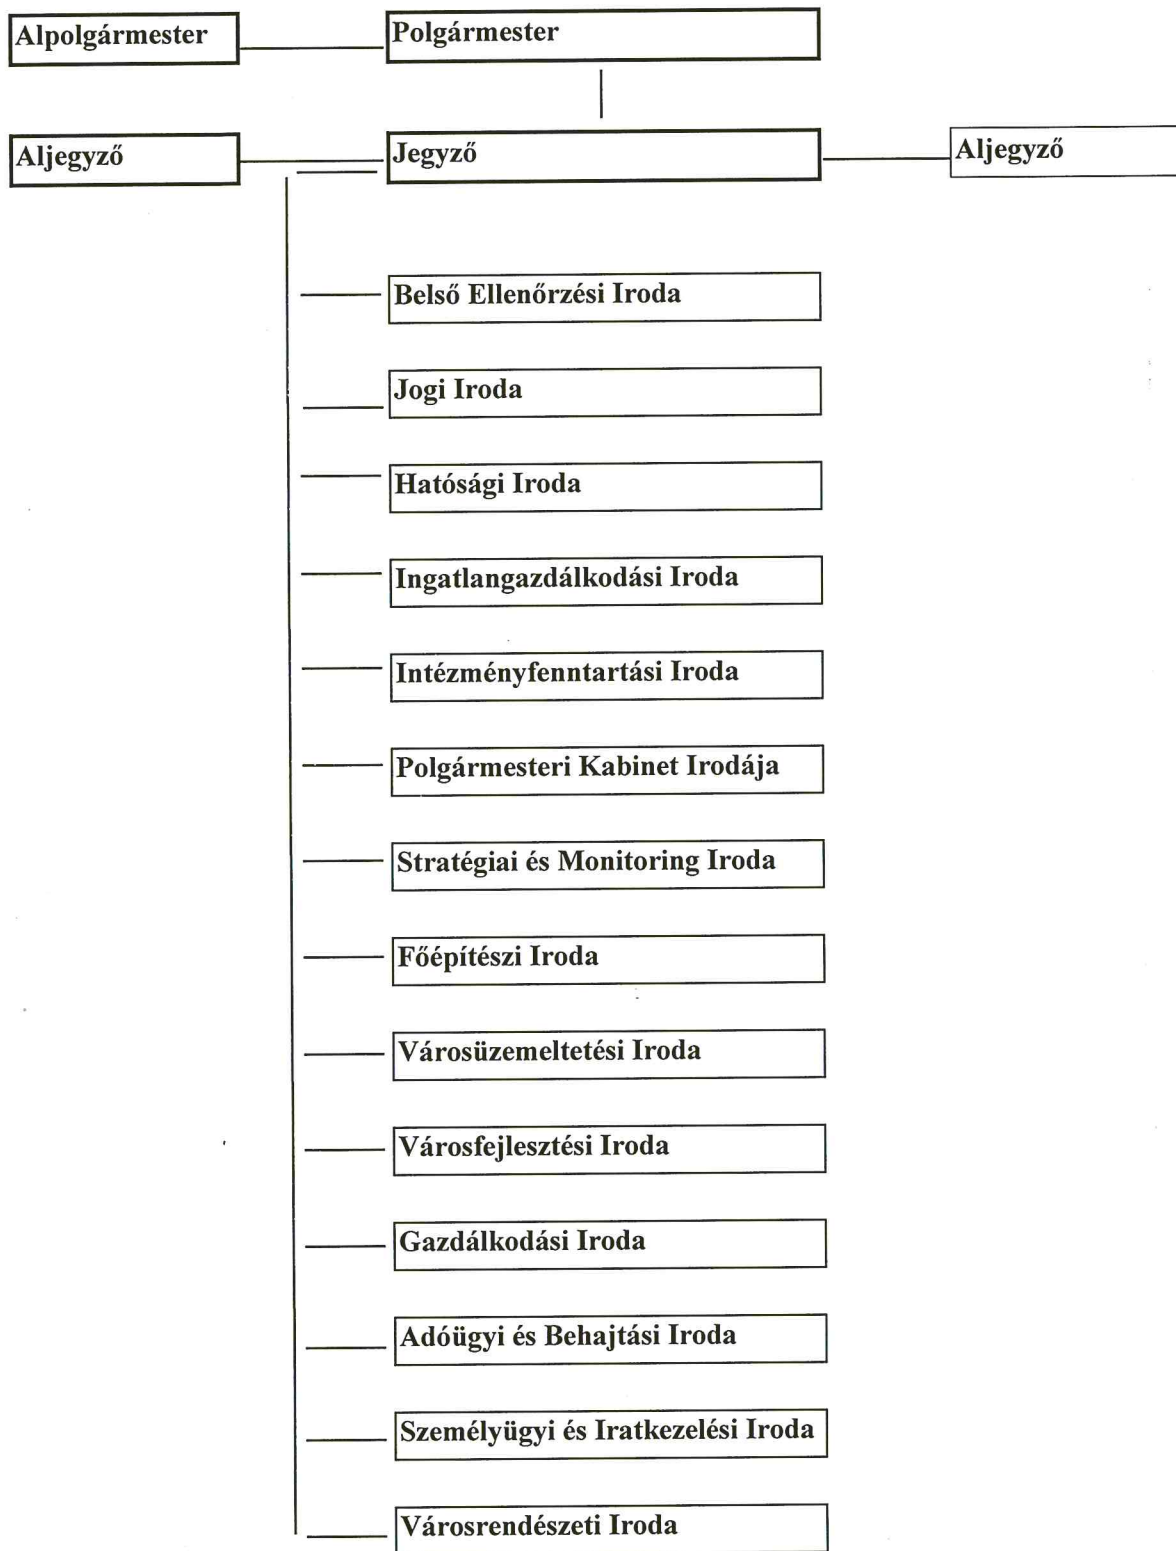 Alpolgármester
Polgármester
Aljegyző
Jegyző
Aljegyző
Belső Ellenőrzési Iroda
Jogi Iroda
Hatósági Iroda
Ingatlangazdálkodási Iroda
Intézményfenntartási Iroda
Polgármesteri Kabinet Irodája
Stratégiai és Monitoring Iroda
Főépítészi Iroda
Városüzemeltetési Iroda
Városfejlesztési Iroda
Gazdálkodási Iroda
Adóügyi és Behajtási Iroda
Személyügyi és Iratkezelési Iroda
Városrendészeti Iroda